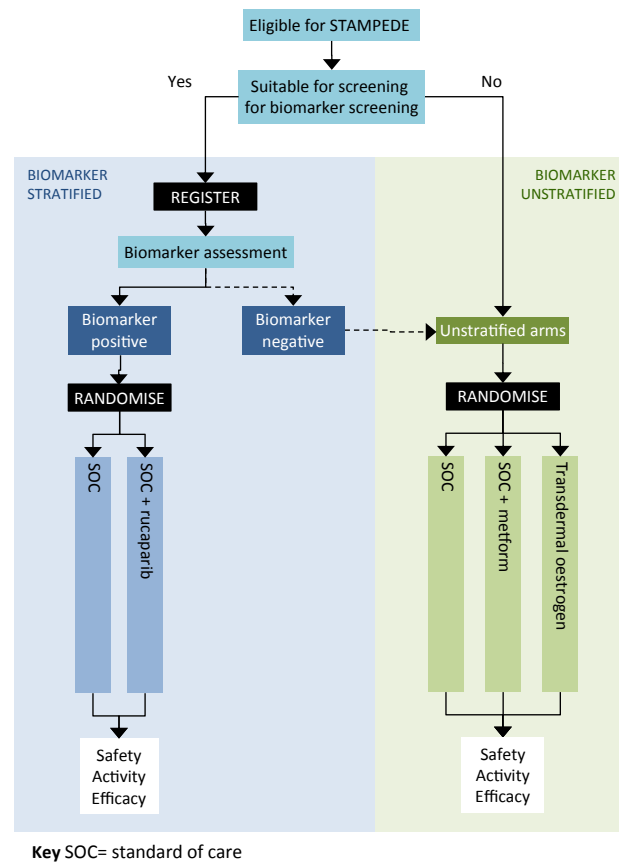 Eligible for STAMPEDE
Suitable for screening
for biomarker screening
Yes
No
BIOMARKER
STRATIFIED
BIOMARKER
UNSTRATIFIED
REGISTER
Biomarker assessment
Biomarker
positive
Biomarker
negative
Unstratified arms
RANDOMISE
RANDOMISE
SOC
SOC + rucaparib
SOC
SOC + metform
Transdermal oestrogen
Safety
Activity
Efficacy
Safety
Activity
Efficacy
Key SOC= standard of care